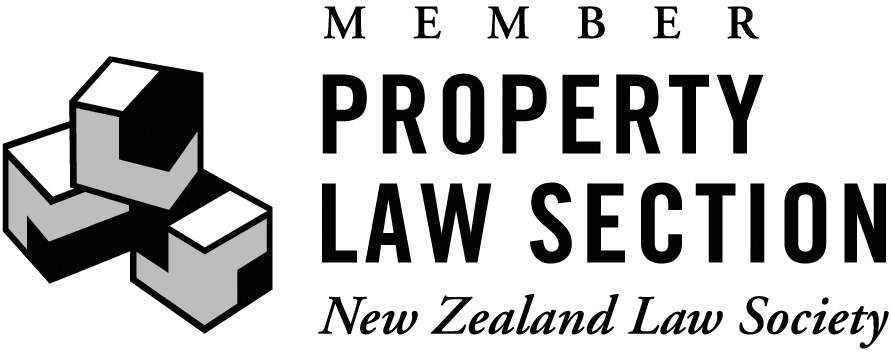 MEMBER
PROPERTY
LAW SECTION
New Zealand Law Society